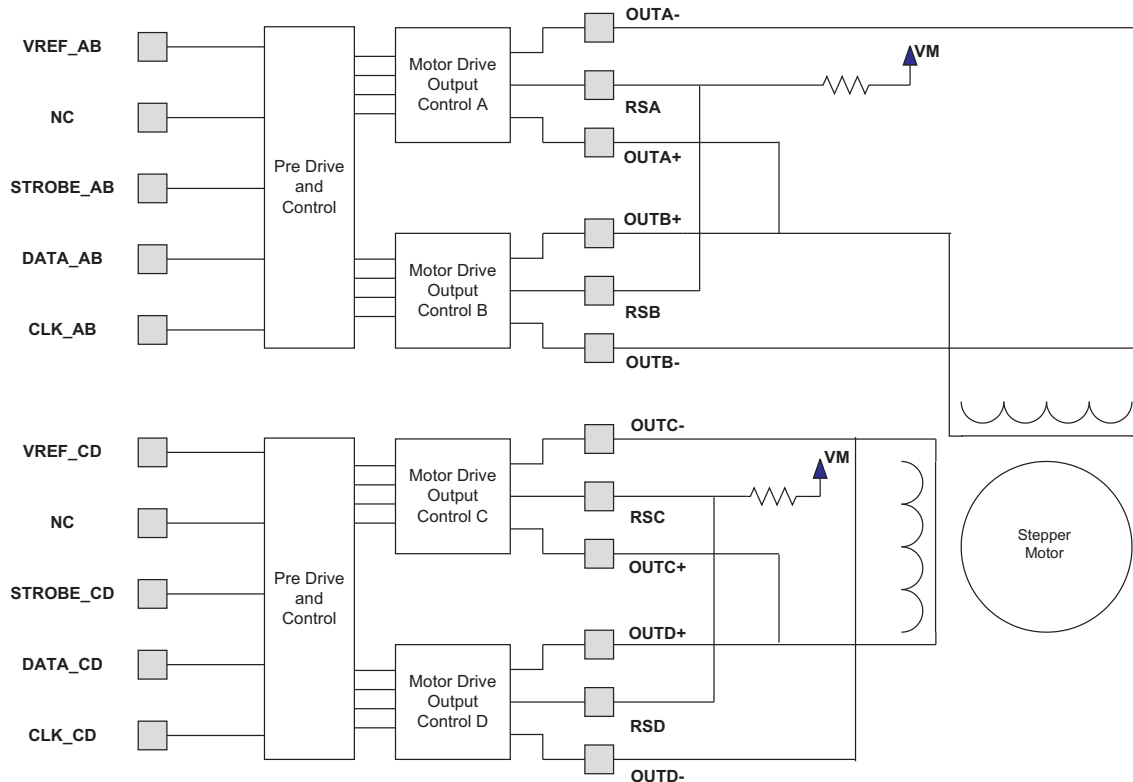 OUTA-
VREF_AB
Motor Drive
Output
Control A
VM
NC
RSA
Pre Drive
and
Control
OUTA+
STROBE_AB
OUTB+
DATA_AB
Motor Drive
Output
Control B
RSB
CLK_AB
OUTB-
OUTC-
VREF_CD
Motor Drive
Output
Control C
VM
NC
RSC
Stepper
Motor
OUTC+
Pre Drive
and
Control
STROBE_CD
OUTD+
DATA_CD
Motor Drive
Output
Control D
RSD
CLK_CD
OUTD-